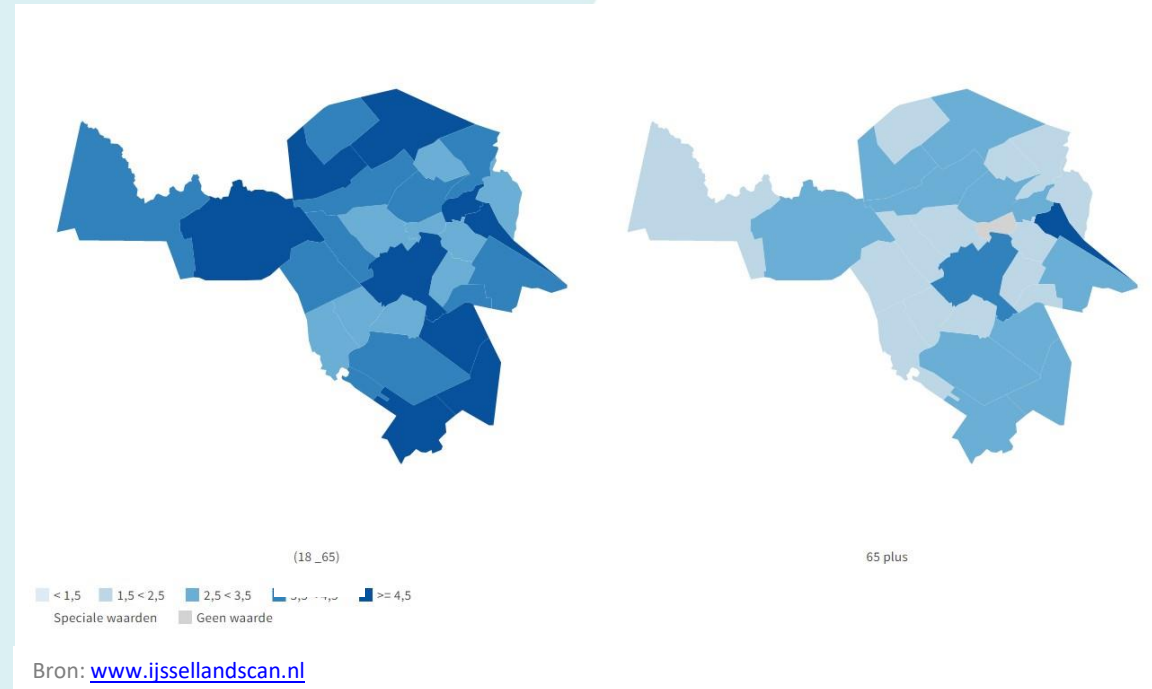 (18 _65)
65 plus
< 1,5 1,5 < 2,5 2,5 < 3,5 >= 4,5
Speciale waarden Geen waarde
Bron: www.ijssellandscan.nl